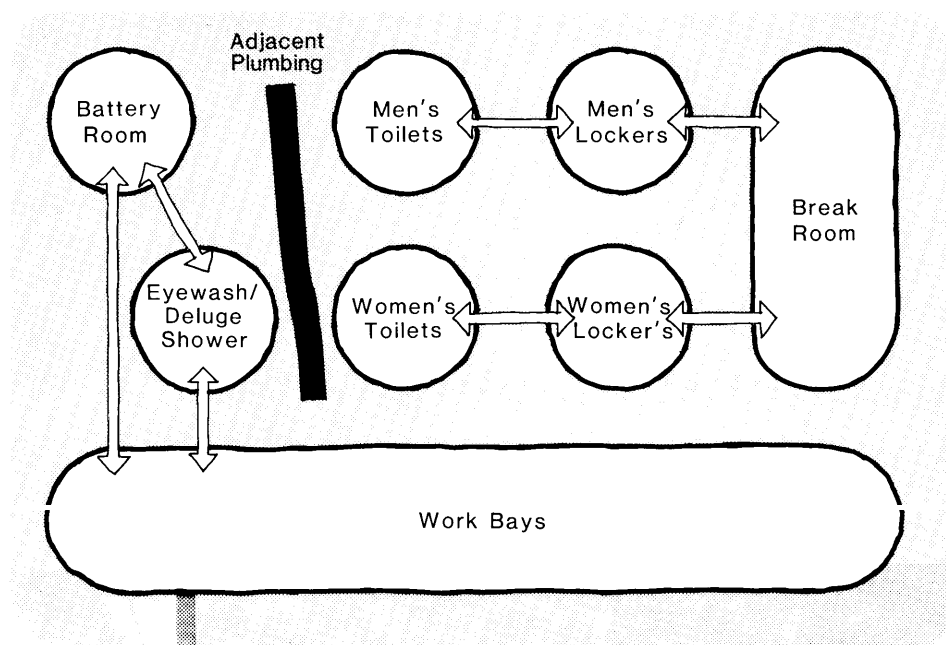 Adjacent
Plumbing
Battery
Room
Men's
Toilets
Men's
Lockers
Break
Room
Eyewash/
Deluge
Shower
Women's
Toilets
Women's
Locker's
Work Bays